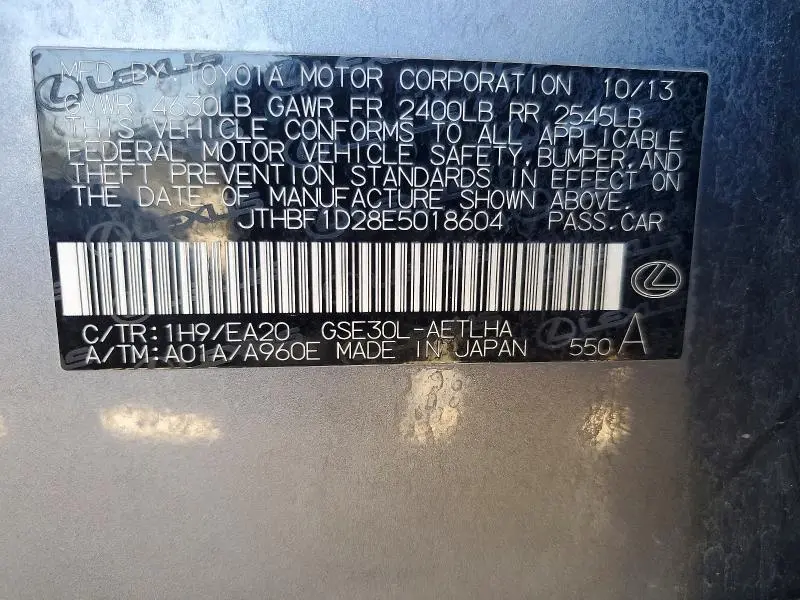 MFD BY TOYOTA MOTOR CORPORATION 10/13
GVWR 4630LB GAWR FR 2400LB RR 2545LB
THIS VEHICLE CONFORMS TO ALL APPLICABLE
FEDERAL MOTOR VEHICLE SAFETY, BUMPER, AND
THEFT PREVENTION STANDARDS IN EFFECT ON
THE DATE OF MANUFACTURE SHOWN ABOVE.
JTHBF1D28E5018604 PASS.CAR
C/TR:1H9/EA20 GSE30L-AETLHA
A/TM:A01A/A960E MADE IN JAPAN 550 A